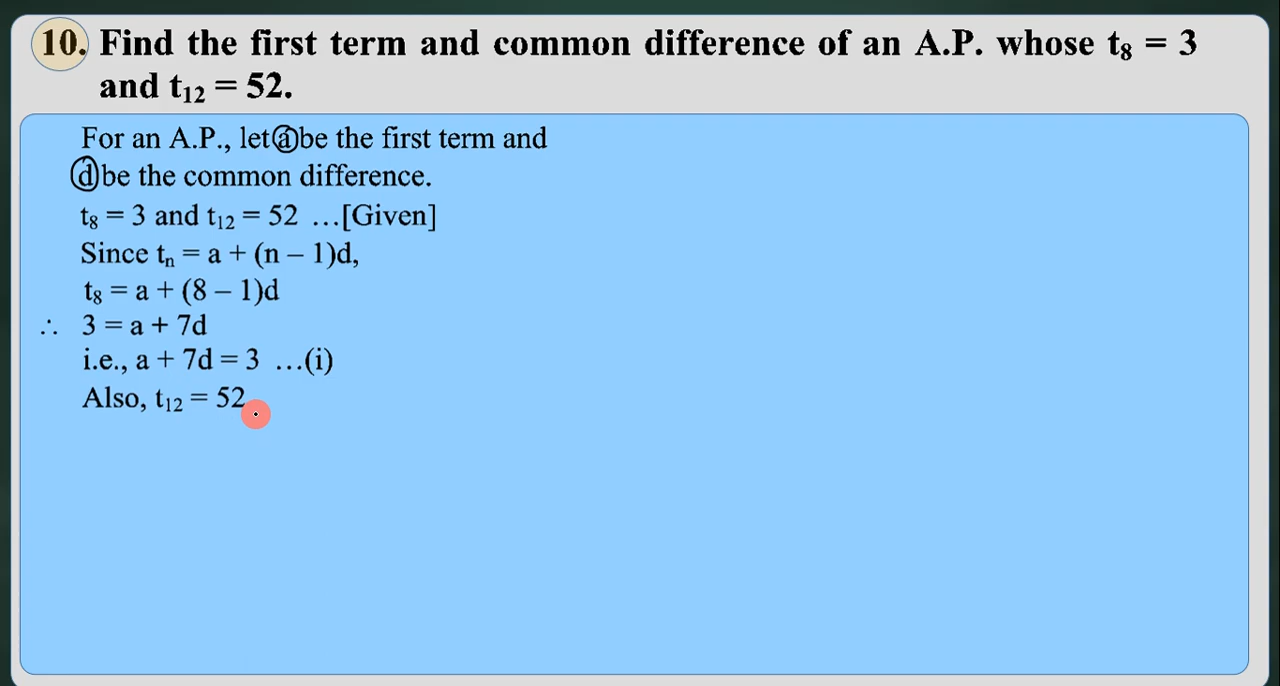 10. Find the first term and common difference of an A.P. whose t₈ = 3
and t₁₂ = 52.
For an A.P., let a be the first term and
d be the common difference.
t₈ = 3 and t₁₂ = 52 …[Given]
Since tₙ = a + (n – 1)d,
t₈ = a + (8 – 1)d
∴ 3 = a + 7d
i.e., a + 7d = 3 …(i)
Also, t₁₂ = 52